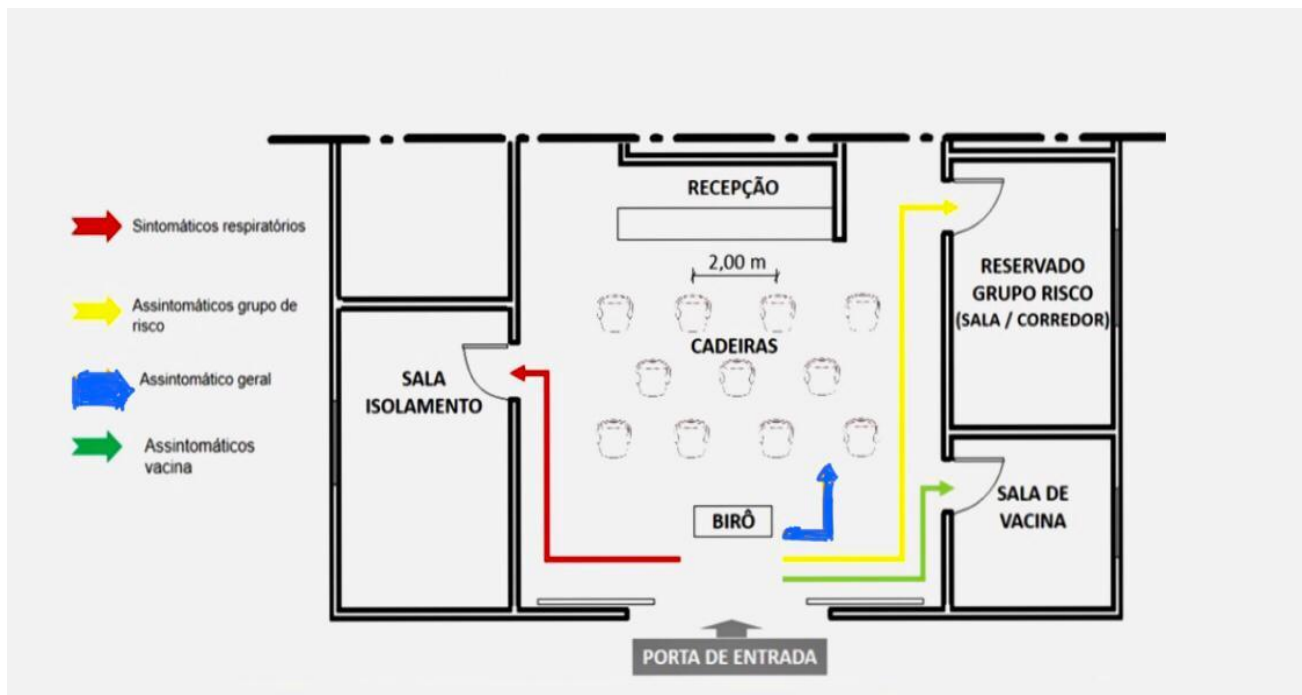 RECEPÇÃO
Sintomáticos respiratórios
2,00 m
RESERVADO
GRUPO RISCO
(SALA / CORREDOR)
Assintomáticos grupo de
risco
CADEIRAS
Assintomático geral
SALA
ISOLAMENTO
Assintomáticos
vacina
SALA DE
VACINA
BIRÔ
PORTA DE ENTRADA